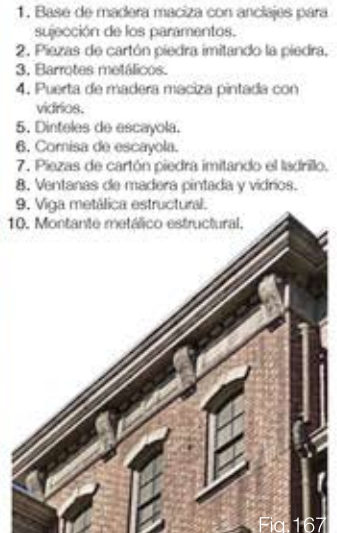 1. Base de madera maciza con anclajes para
sujección de los paramentos.
2. Piezas de cartón piedra imitando la piedra.
3. Barrotes metálicos.
4. Puerta de madera maciza pintada con
vidrios.
5. Dinteles de escayola.
6. Cornisa de escayola.
7. Piezas de cartón piedra imitando el ladrillo.
8. Ventanas de madera pintada y vidrios.
9. Viga metálica estructural.
10. Montante metálico estructural.
Fig.167